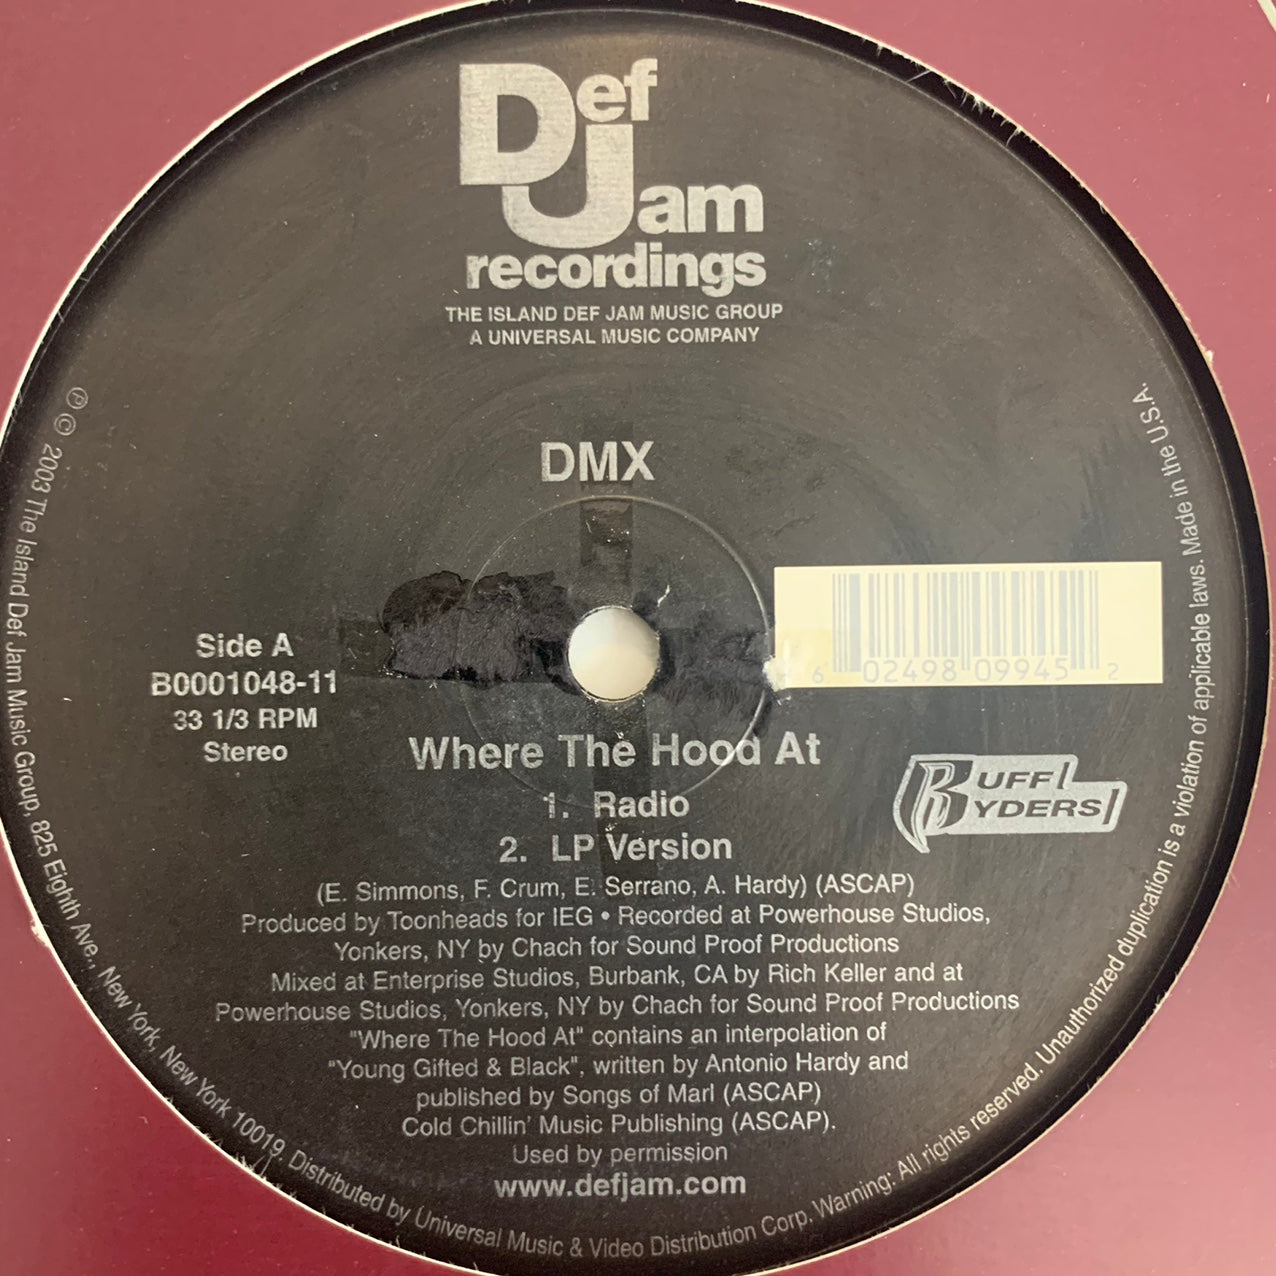 Def Jam
recordings
THE ISLAND DEF JAM MUSIC GROUP
A UNIVERSAL MUSIC COMPANY
DMX
Side A
B0001048-11
33 1/3 RPM
Stereo
6 02498 09945 2
Where The Hood At
1. Radio
2. LP Version
RUFF
RYDERS
(E. Simmons, F. Crum, E. Serrano, A. Hardy) (ASCAP)
Produced by Toonheads for IEG • Recorded at Powerhouse Studios,
Yonkers, NY by Chach for Sound Proof Productions
Mixed at Enterprise Studios, Burbank, CA by Rich Keller and at
Powerhouse Studios, Yonkers, NY by Chach for Sound Proof Productions
"Where The Hood At" contains an interpolation of
"Young Gifted & Black", written by Antonio Hardy and
published by Songs of Marl (ASCAP)
Cold Chillin' Music Publishing (ASCAP).
Used by permission
www.defjam.com
℗ © 2003 The Island Def Jam Music Group, 825 Eighth Ave., New York, New York 10019. Distributed by Universal Music & Video Distribution Corp. Warning: All rights reserved. Unauthorized duplication is a violation of applicable laws. Made in the U.S.A.